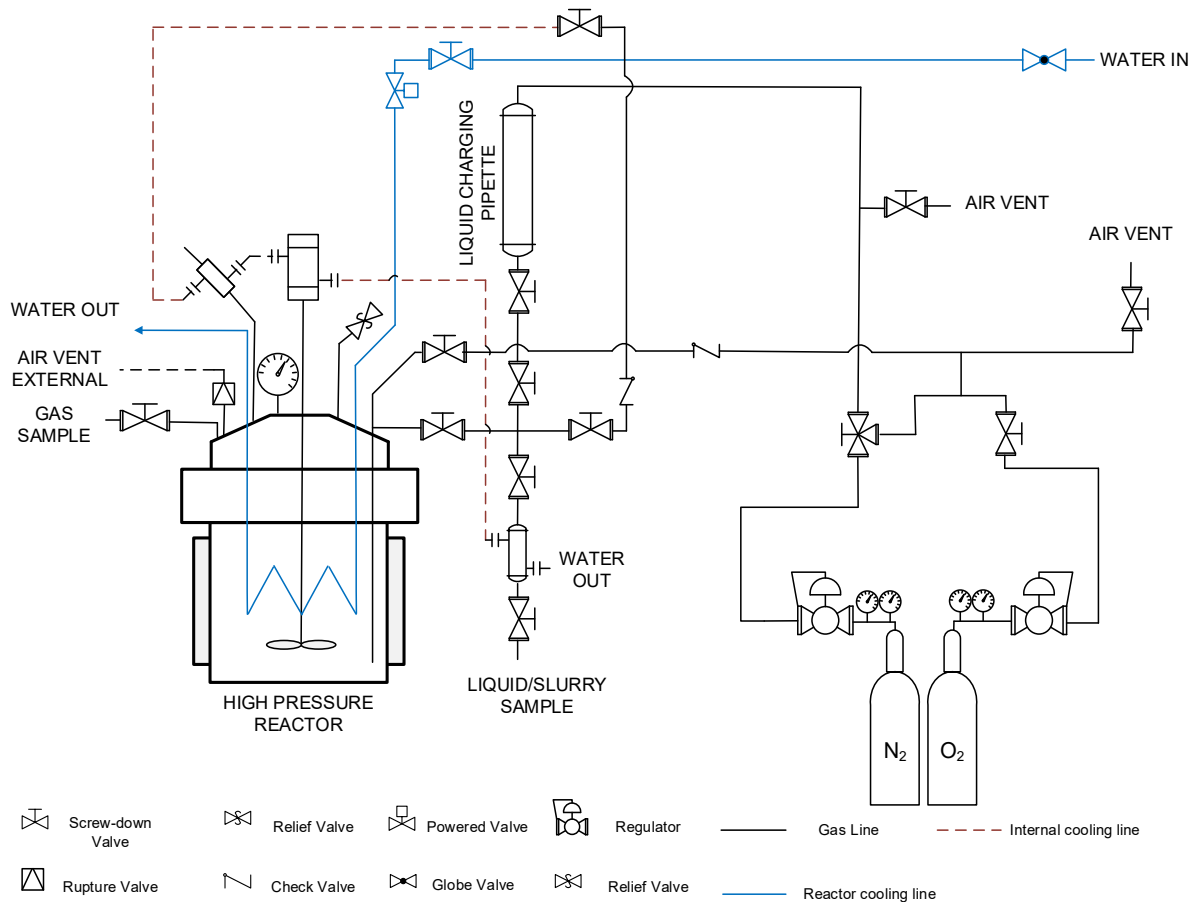 WATER IN
LIQUID CHARGING
PIPETTE
AIR VENT
AIR VENT
WATER OUT
AIR VENT
EXTERNAL
GAS
SAMPLE
WATER
OUT
LIQUID/SLURRY
SAMPLE
HIGH PRESSURE
REACTOR
N2
O2
Screw-down
Valve
Relief Valve
Powered Valve
Regulator
Gas Line
Internal cooling line
Rupture Valve
Check Valve
Globe Valve
Relief Valve
Reactor cooling line